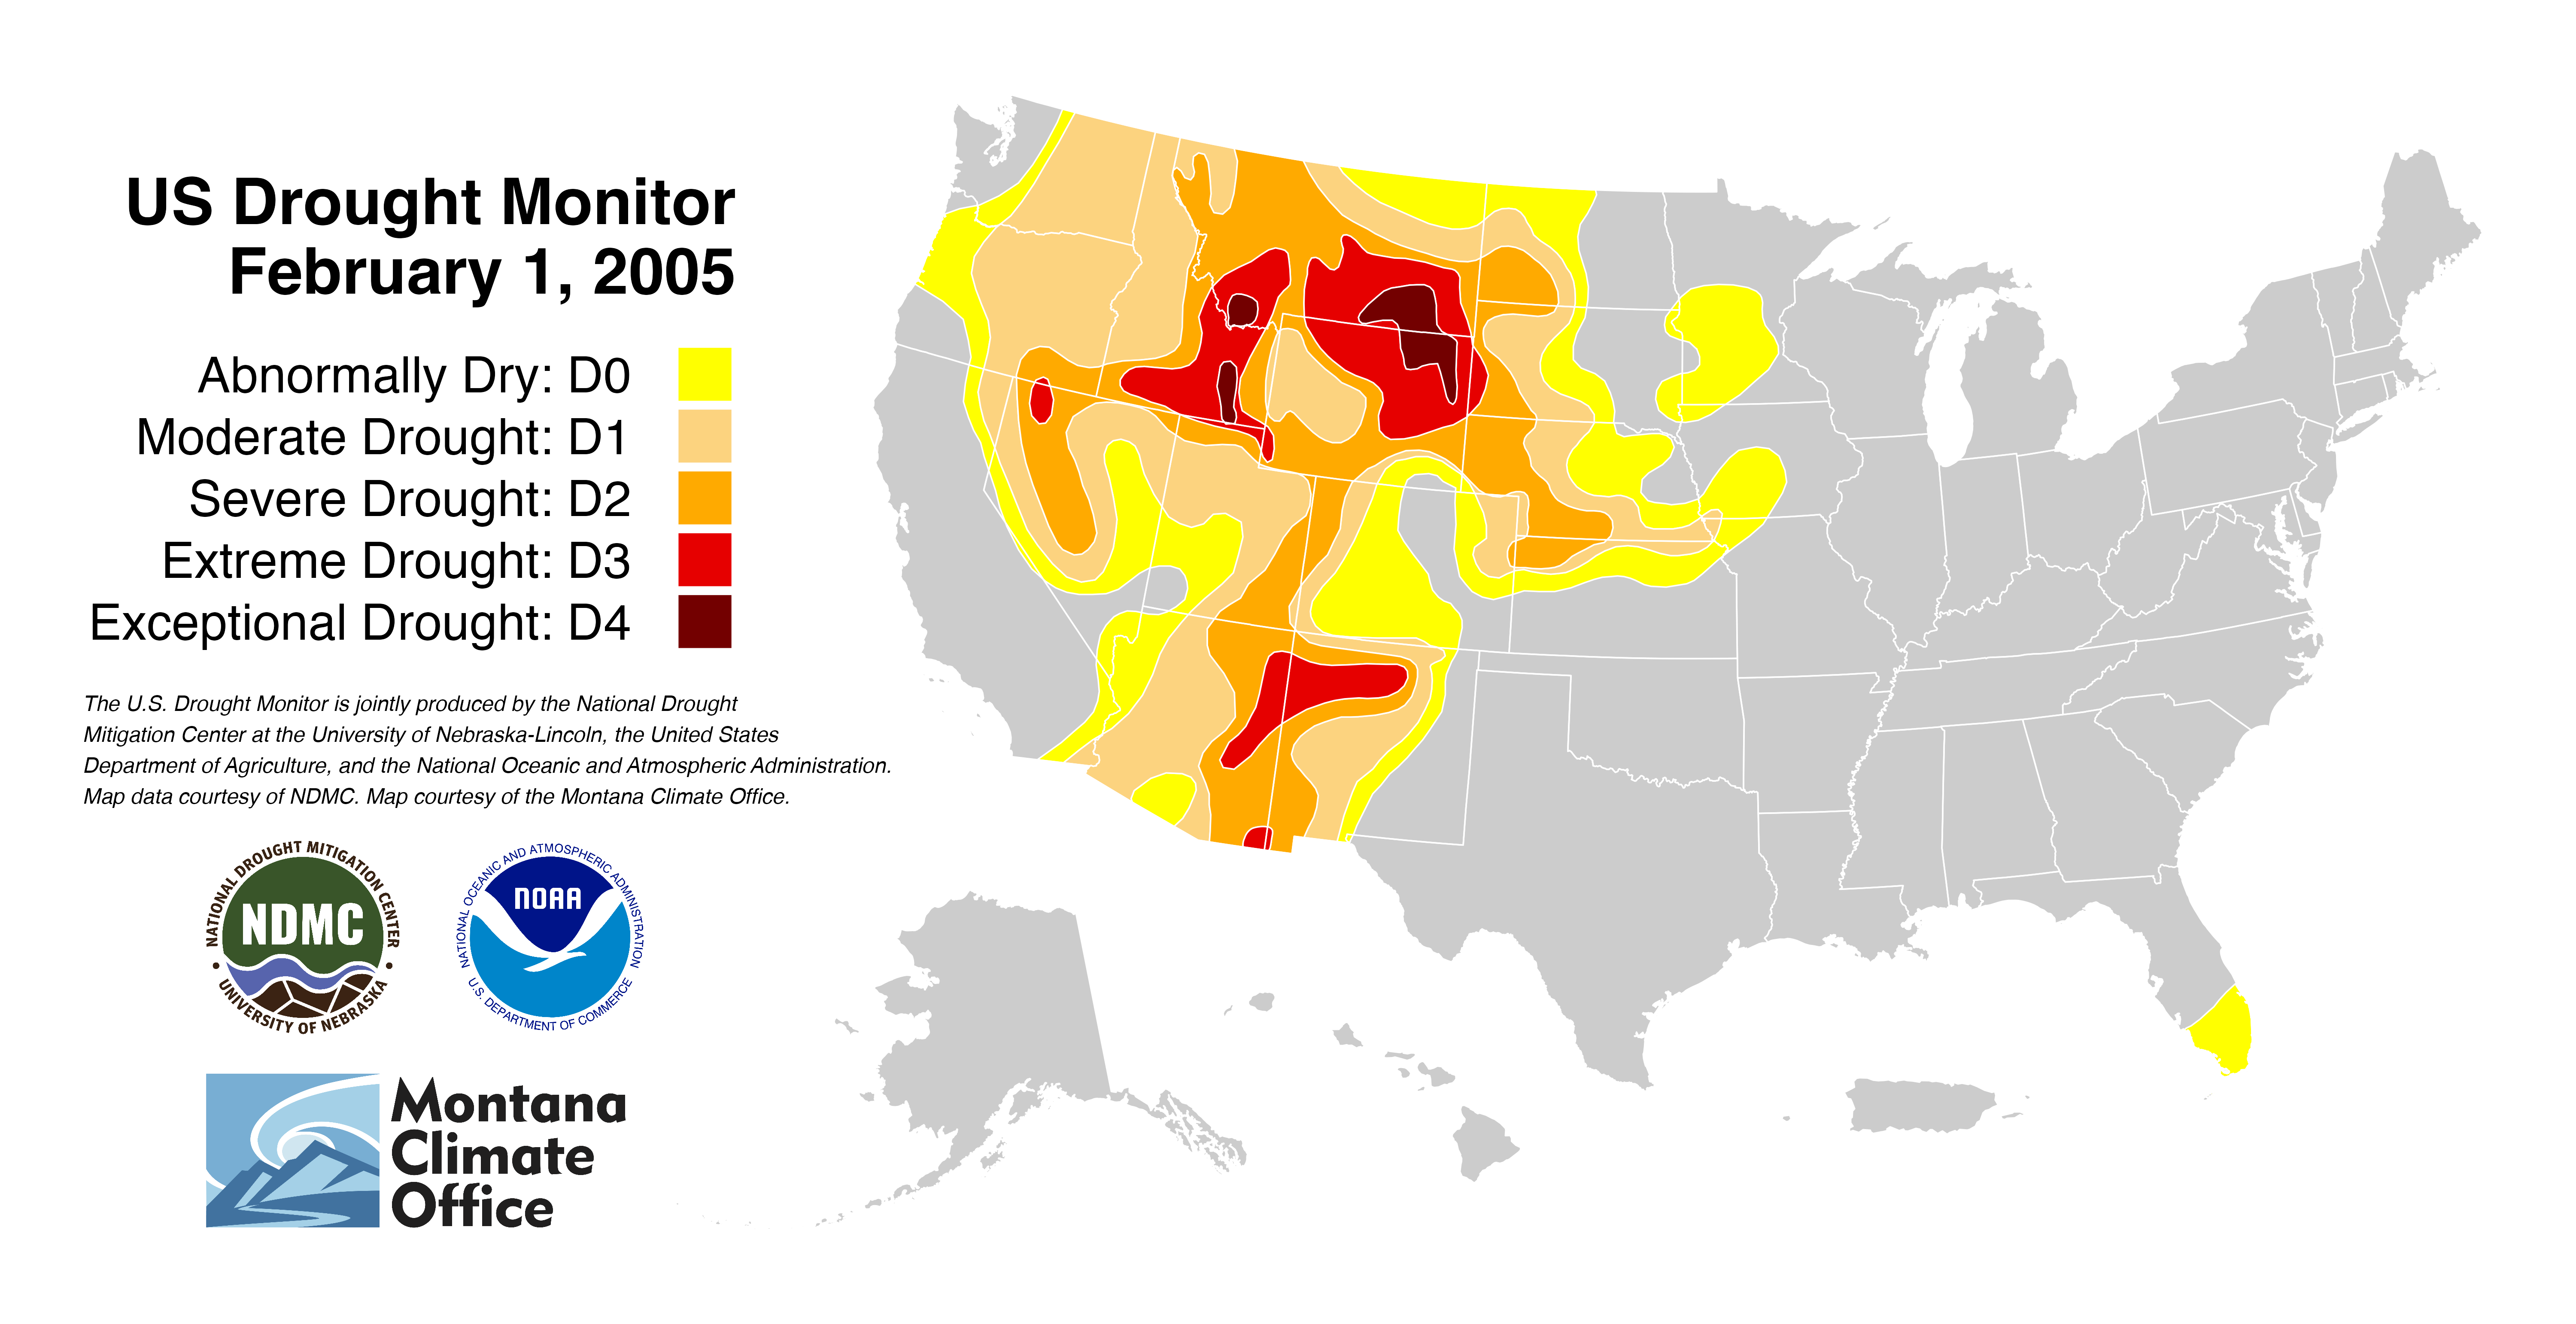 US Drought Monitor
February 1, 2005
Abnormally Dry: D0
Moderate Drought: D1
Severe Drought: D2
Extreme Drought: D3
Exceptional Drought: D4
The U.S. Drought Monitor is jointly produced by the National Drought
Mitigation Center at the University of Nebraska-Lincoln, the United States
Department of Agriculture, and the National Oceanic and Atmospheric Administration.
Map data courtesy of NDMC. Map courtesy of the Montana Climate Office.
NATIONAL DROUGHT MITIGATION CENTER
NDMC
• UNIVERSITY OF NEBRASKA •
NATIONAL OCEANIC AND ATMOSPHERIC ADMINISTRATION
NOAA
U.S. DEPARTMENT OF COMMERCE
Montana
Climate
Office